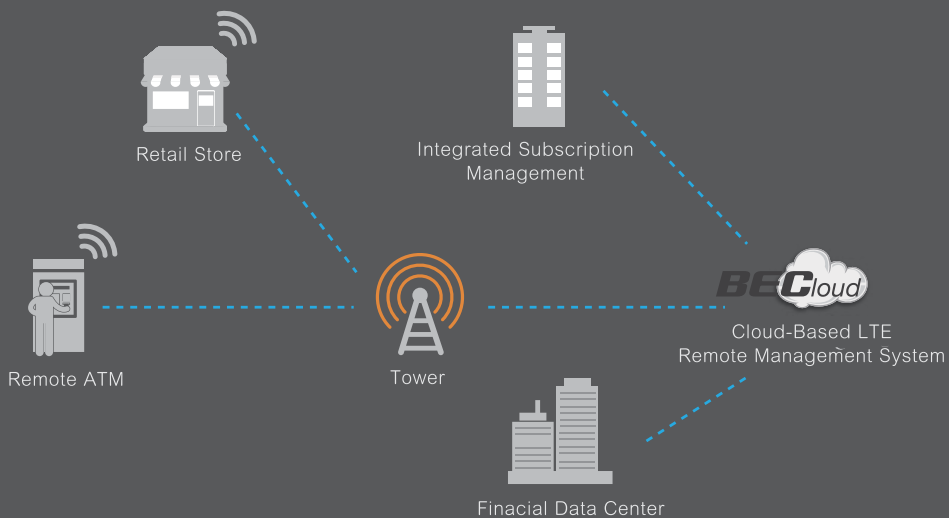 Retail Store
Integrated Subscription
Management
BECloud
Cloud-Based LTE
Remote Management System
Remote ATM
Tower
Finacial Data Center